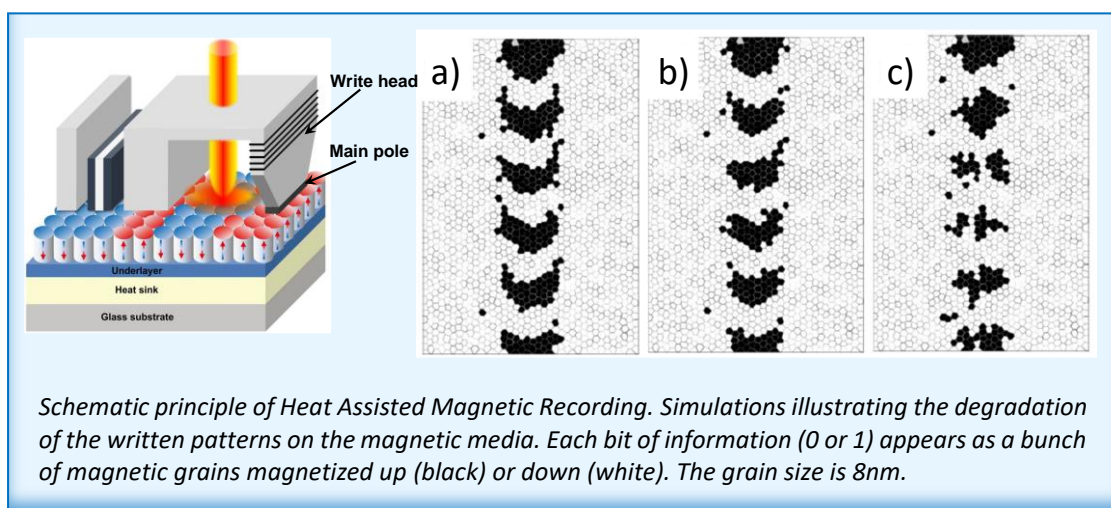 Write head
Main pole
Underlayer
Heat sink
Glass substrate
a)
b)
c)
Schematic principle of Heat Assisted Magnetic Recording. Simulations illustrating the degradation
of the written patterns on the magnetic media. Each bit of information (0 or 1) appears as a bunch
of magnetic grains magnetized up (black) or down (white). The grain size is 8nm.